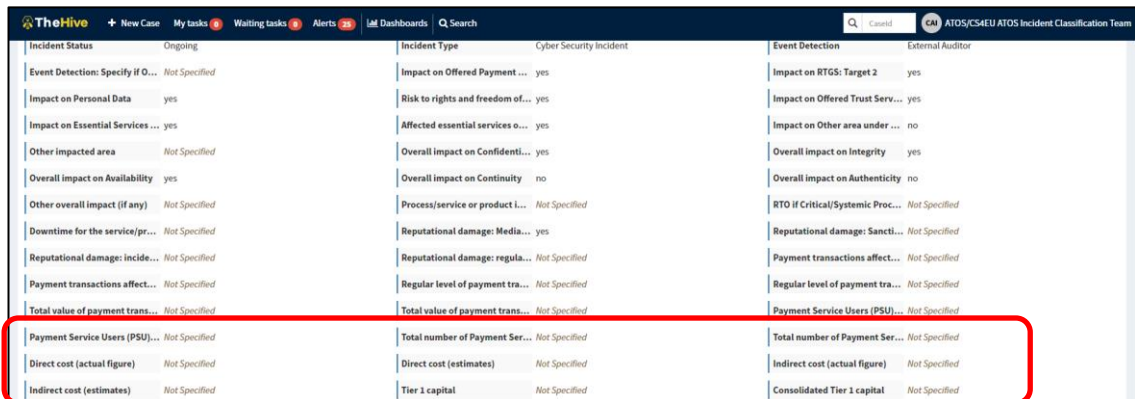 TheHive + New Case My tasks 0 Waiting tasks 0 Alerts 25 Dashboards Search CaseId CAI ATOS/CS4EU ATOS Incident Classification Team
Incident Status Ongoing Incident Type Cyber Security Incident Event Detection External Auditor
Event Detection: Specify if O... Not Specified Impact on Offered Payment ... yes Impact on RTGS: Target 2 yes
Impact on Personal Data yes Risk to rights and freedom of... yes Impact on Offered Trust Serv... yes
Impact on Essential Services ... yes Affected essential services o... yes Impact on Other area under ... no
Other impacted area Not Specified Overall impact on Confidenti... yes Overall impact on Integrity yes
Overall impact on Availability yes Overall impact on Continuity no Overall impact on Authenticity no
Other overall impact (if any) Not Specified Process/service or product i... Not Specified RTO if Critical/Systemic Proc... Not Specified
Downtime for the service/pr... Not Specified Reputational damage: Media... yes Reputational damage: Sancti... Not Specified
Reputational damage: incide... Not Specified Reputational damage: regula... Not Specified Payment transactions affect... Not Specified
Payment transactions affect... Not Specified Regular level of payment tra... Not Specified Regular level of payment tra... Not Specified
Total value of payment trans... Not Specified Total value of payment trans... Not Specified Payment Service Users (PSU)... Not Specified
Payment Service Users (PSU)... Not Specified Total number of Payment Ser... Not Specified Total number of Payment Ser... Not Specified
Direct cost (actual figure) Not Specified Direct cost (estimates) Not Specified Indirect cost (actual figure) Not Specified
Indirect cost (estimates) Not Specified Tier 1 capital Not Specified Consolidated Tier 1 capital Not Specified